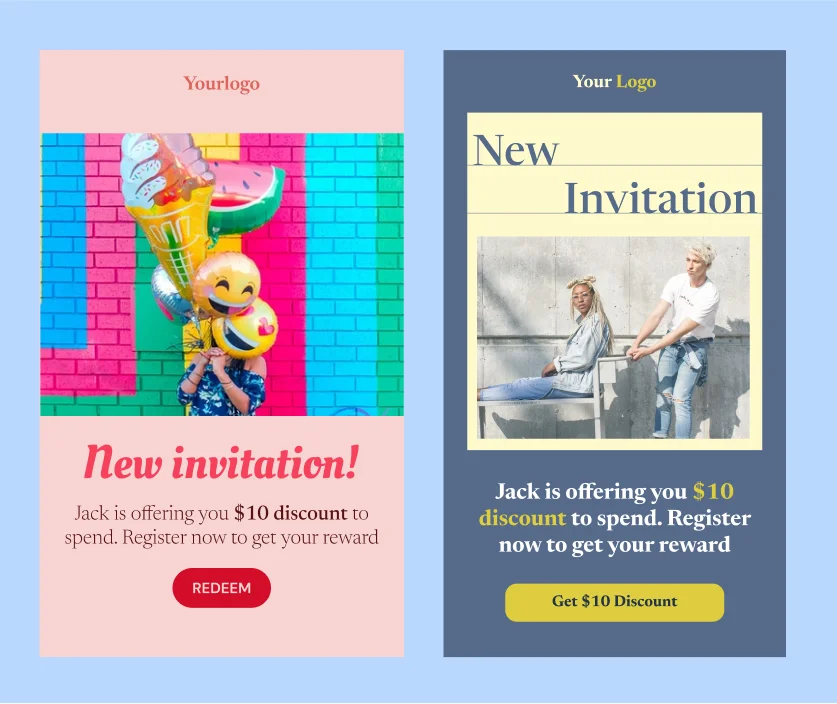 Yourlogo
New invitation!
Jack is offering you $10 discount to
spend. Register now to get your reward
REDEEM
Your Logo
New
Invitation
Jack is offering you $10
discount to spend. Register
now to get your reward
Get $10 Discount